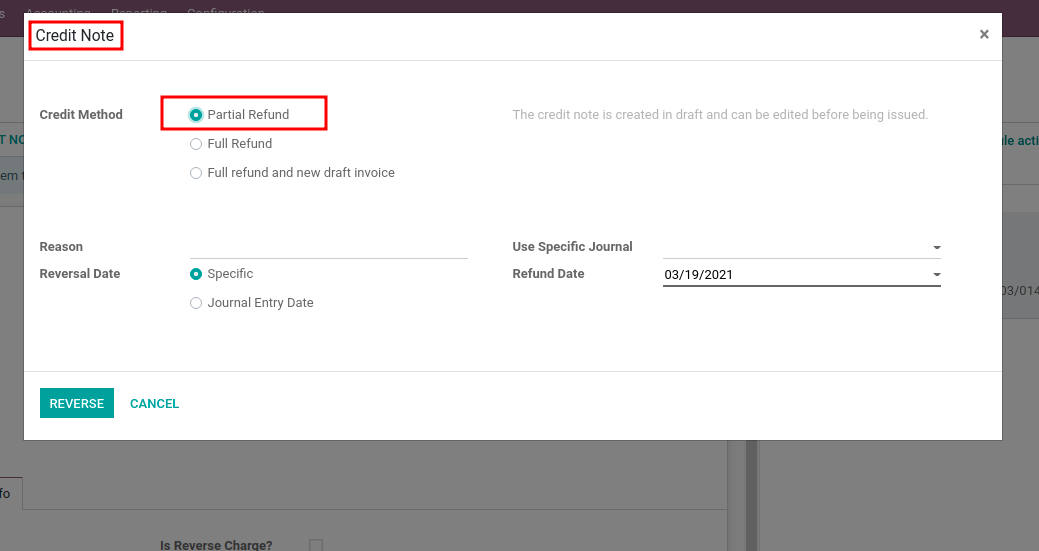 s Accounting Reporting Configuration
Credit Note ×
Credit Method
Partial Refund
The credit note is created in draft and can be edited before being issued.
Full Refund
Full refund and new draft invoice
Reason
Use Specific Journal
Reversal Date
Specific
Refund Date
03/19/2021
Journal Entry Date
REVERSE CANCEL
T NO
le acti
em t
03/014
fo
Is Reverse Charge?